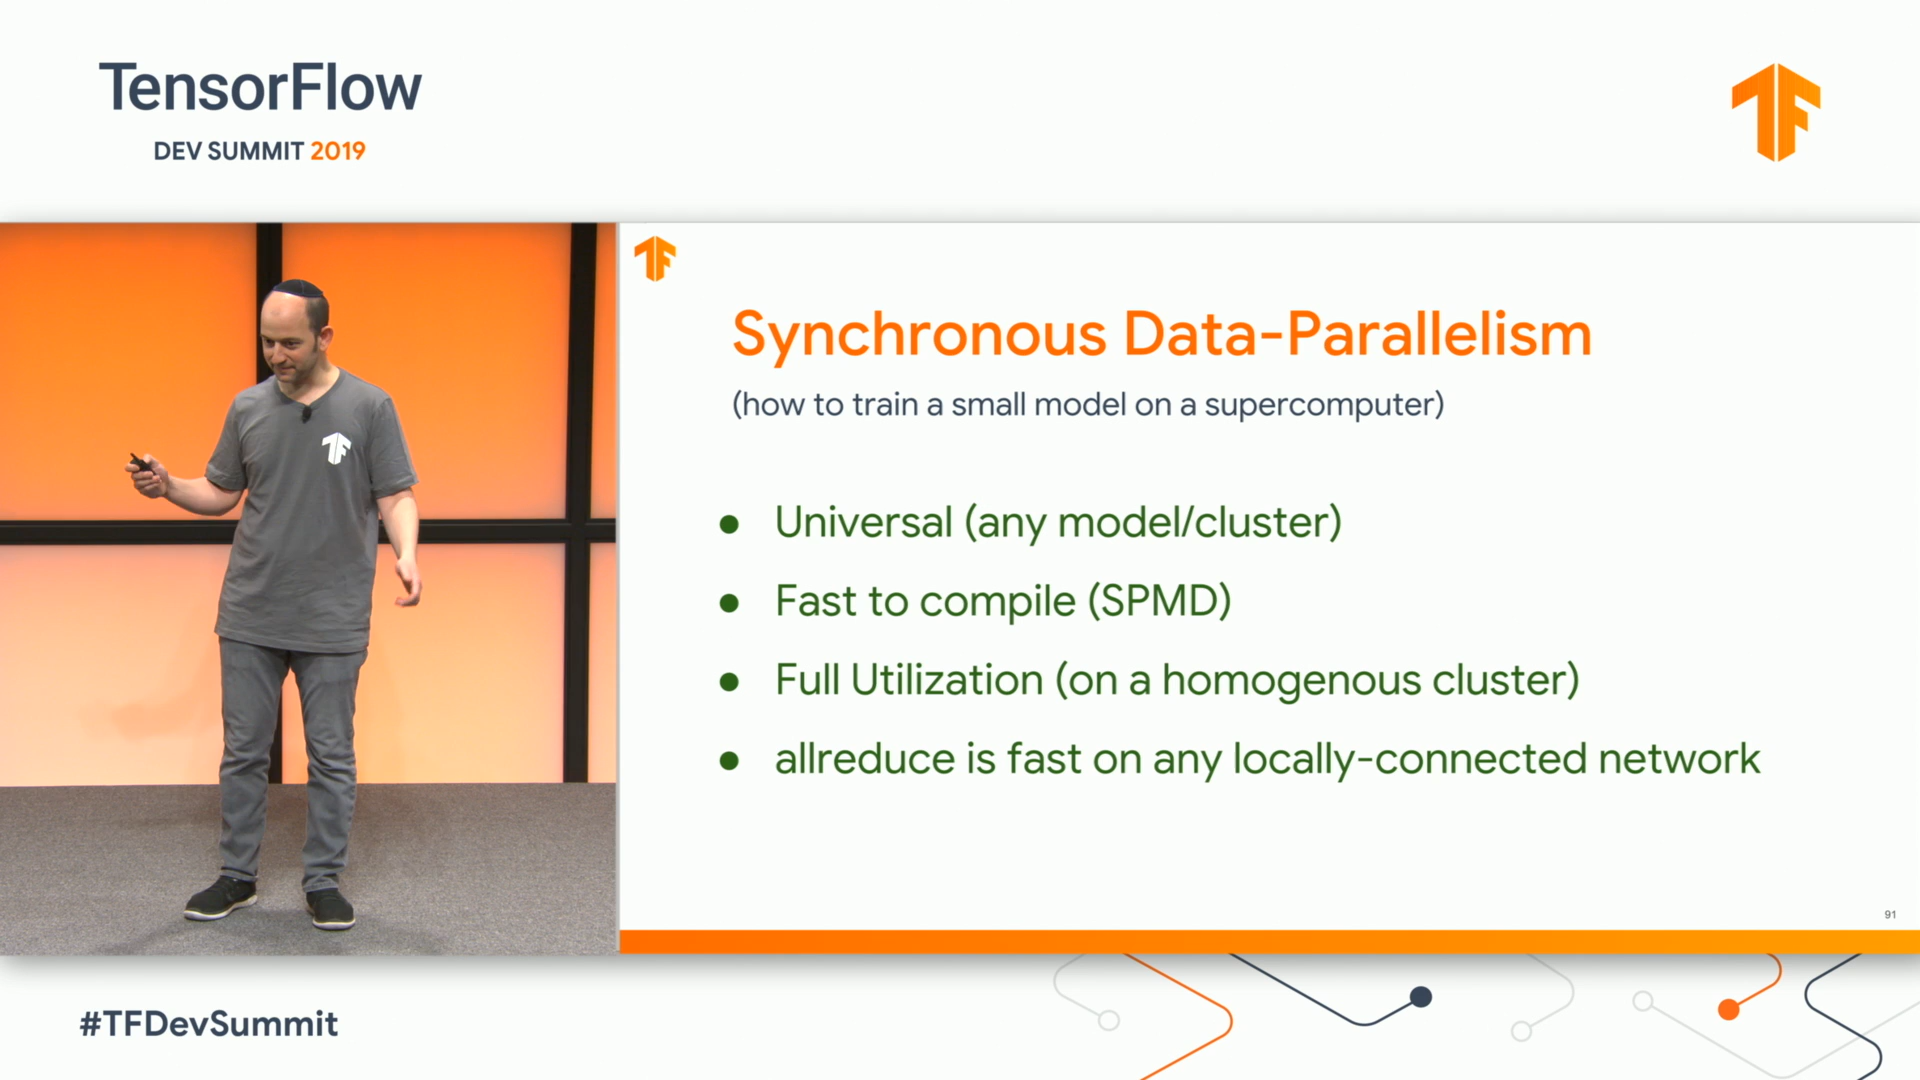 TensorFlow
DEV SUMMIT 2019
Synchronous Data-Parallelism
(how to train a small model on a supercomputer)
● Universal (any model/cluster)
● Fast to compile (SPMD)
● Full Utilization (on a homogenous cluster)
● allreduce is fast on any locally-connected network
91
#TFDevSummit